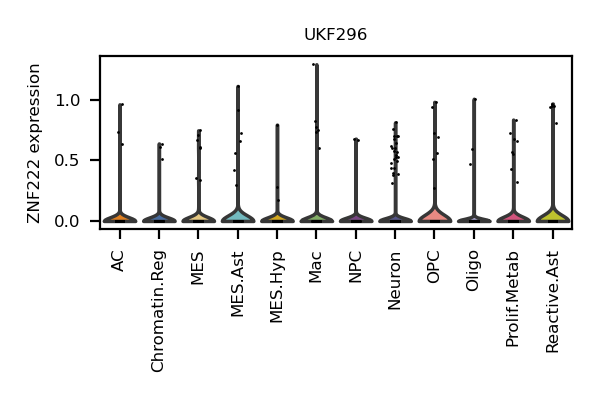 UKF296
ZNF222 expression
1.0
0.5
0.0
AC
Chromatin.Reg
MES
MES.Ast
MES.Hyp
Mac
NPC
Neuron
OPC
Oligo
Prolif.Metab
Reactive.Ast